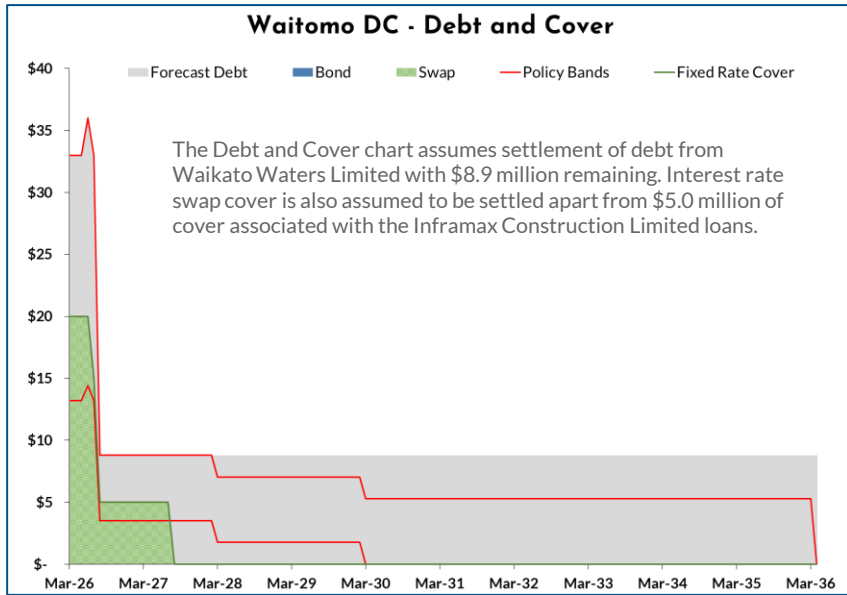 Waitomo DC - Debt and Cover
Forecast Debt Bond Swap Policy Bands Fixed Rate Cover
The Debt and Cover chart assumes settlement of debt from
Waikato Waters Limited with $8.9 million remaining. Interest rate
swap cover is also assumed to be settled apart from $5.0 million of
cover associated with the Inframax Construction Limited loans.
$40
$35
$30
$25
$20
$15
$10
$5
$-
Mar-26 Mar-27 Mar-28 Mar-29 Mar-30 Mar-31 Mar-32 Mar-33 Mar-34 Mar-35 Mar-36